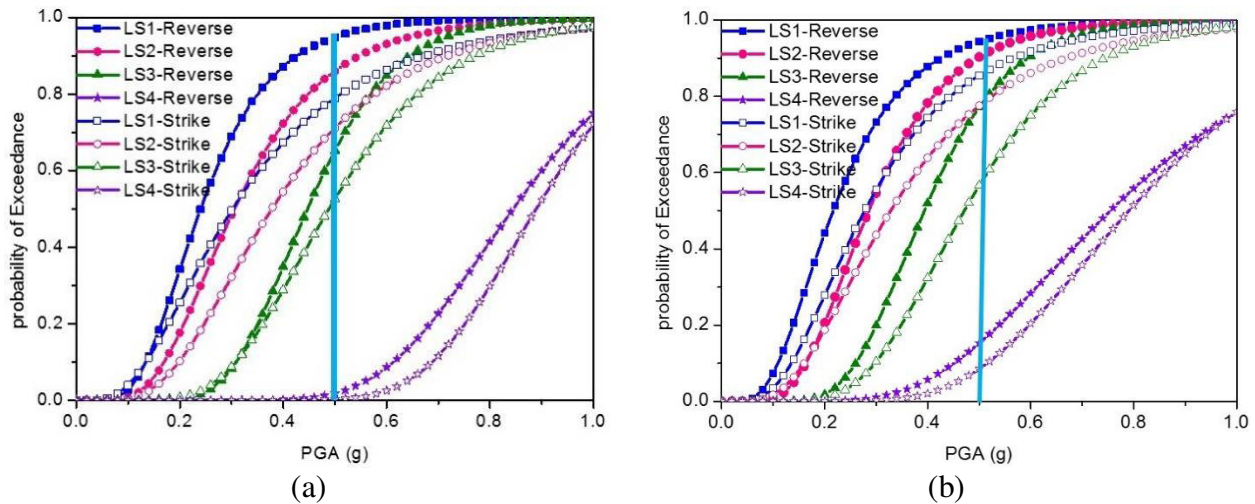 1.0
0.8
0.6
0.4
0.2
0.0
probability of Exceedance
LS1-Reverse
LS2-Reverse
LS3-Reverse
LS4-Reverse
LS1-Strike
LS2-Strike
LS3-Strike
LS4-Strike
0.0 0.2 0.4 0.6 0.8 1.0
PGA (g)
(a)
1.0
0.8
0.6
0.4
0.2
0.0
probability of Exceedance
LS1-Reverse
LS2-Reverse
LS3-Reverse
LS4-Reverse
LS1-Strike
LS2-Strike
LS3-Strike
LS4-Strike
0.0 0.2 0.4 0.6 0.8 1.0
PGA (g)
(b)